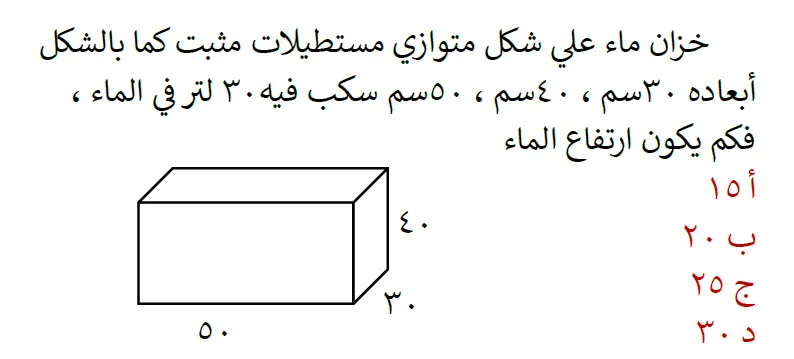 خزان ماء علي شكل متوازي مستطيلات مثبت كما بالشكل
أبعاده ٣٠سم ، ٤٠سم ، ٥٠سم سكب فيه٣٠ لتر في الماء ،
فكم يكون ارتفاع الماء
أ ١٥
ب ٢٠
ج ٢٥
د ٣٠
٤٠
٣٠
٥٠